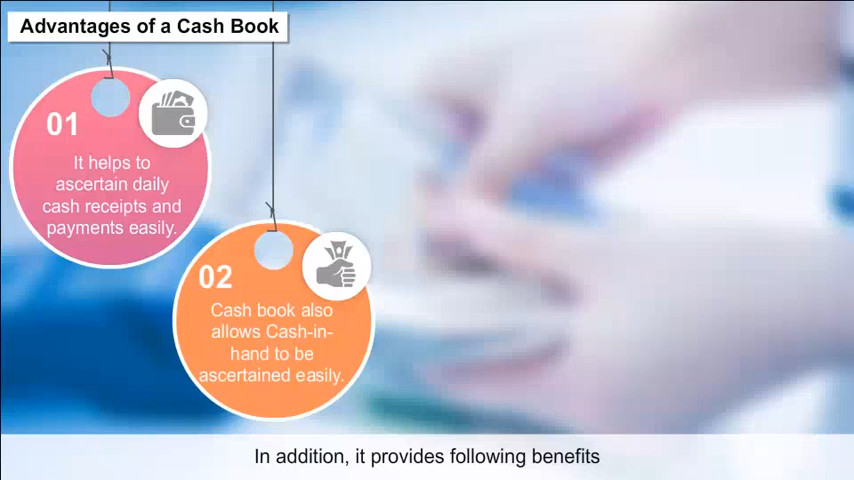 Advantages of a Cash Book
01
It helps to
ascertain daily
cash receipts and
payments easily.
02
Cash book also
allows Cash-in-
hand to be
ascertained easily.
In addition, it provides following benefits